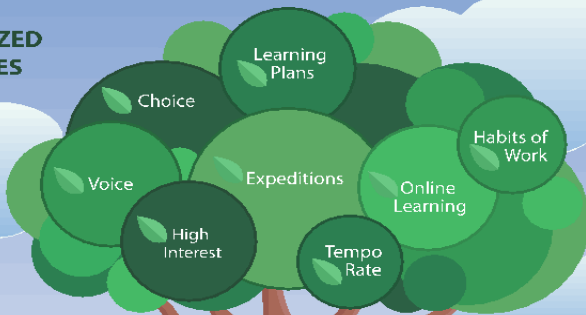 ZED
ES
Learning
Plans
Choice
Habits of
Work
Voice
Expeditions
Online
Learning
High
Interest
Tempo
Rate